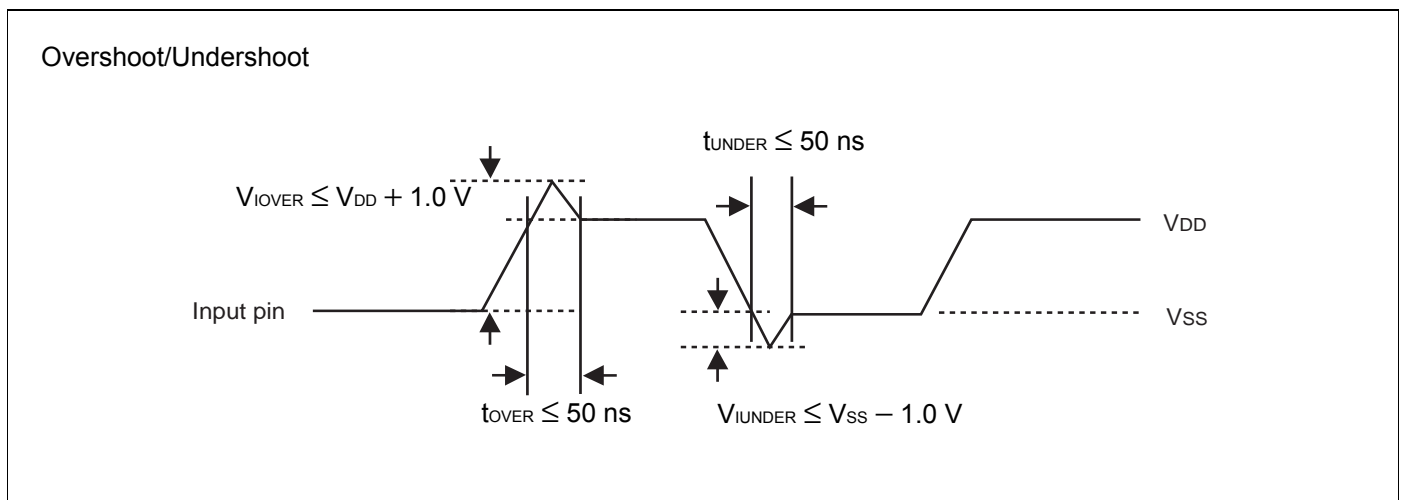 Overshoot/Undershoot
tUNDER ≤ 50 ns
VIOVER ≤ VDD + 1.0 V
VDD
Input pin
VSS
tOVER ≤ 50 ns
VIUNDER ≤ VSS − 1.0 V